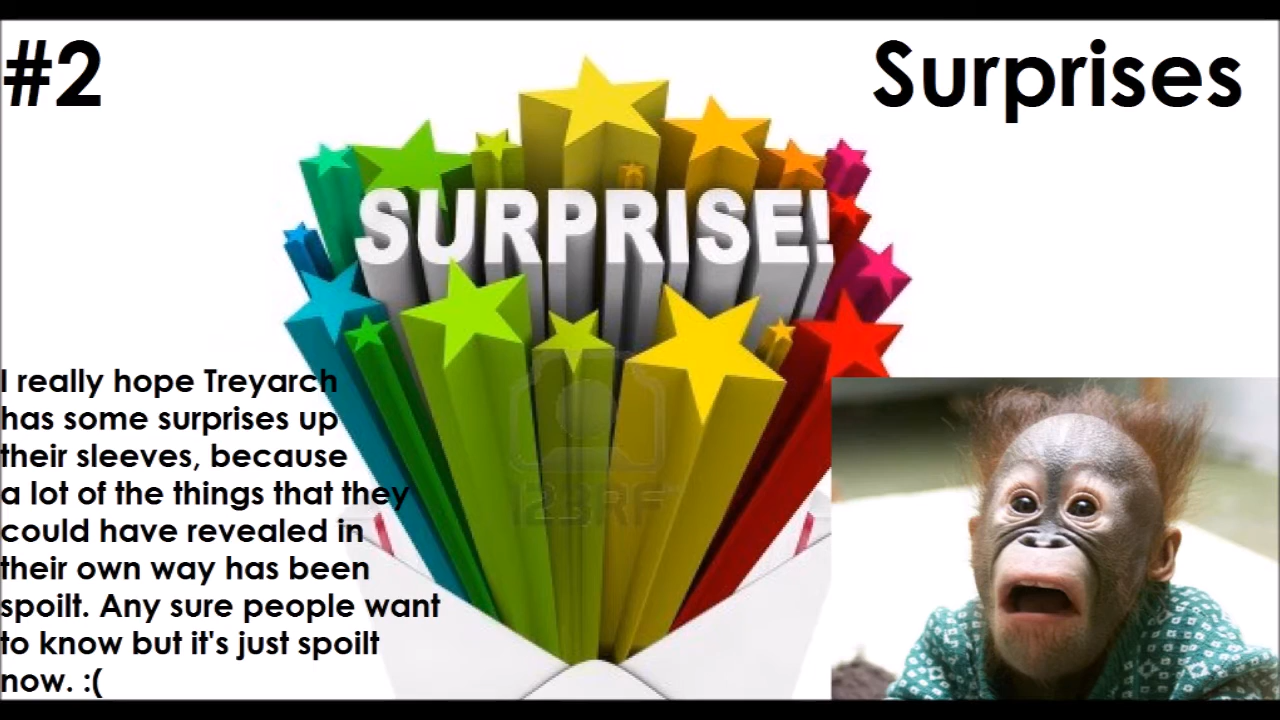 #2
Surprises
SURPRISE!
I really hope Treyarch
has some surprises up
their sleeves, because
a lot of the things that they
could have revealed in
their own way has been
spoilt. Any sure people want
to know but it's just spoilt
now. :(
123RF